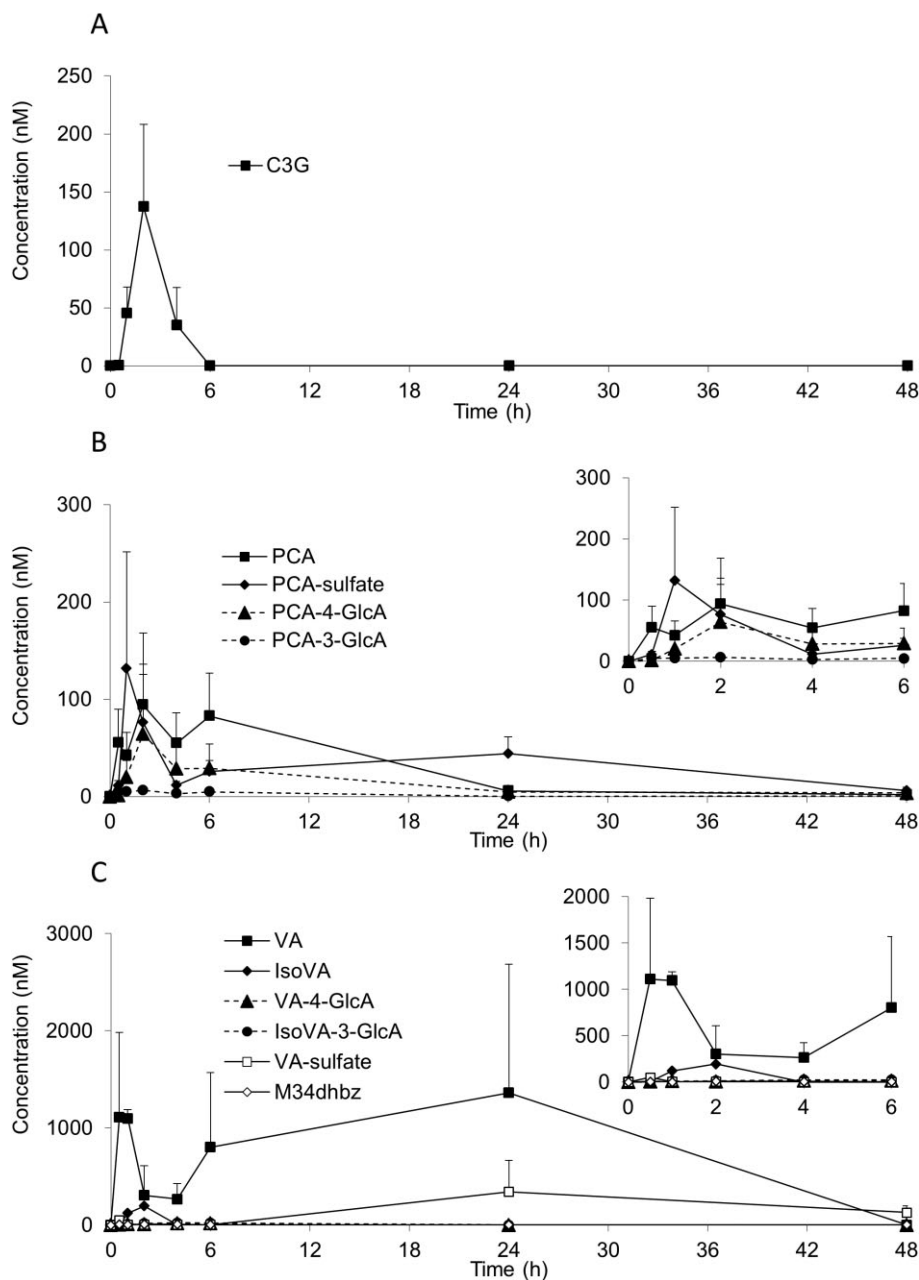 A
Concentration (nM)
250
200
150
100
50
0
C3G
0 6 12 18 24 30 36 42 48
Time (h)
B
Concentration (nM)
300
200
100
0
PCA
PCA-sulfate
PCA-4-GlcA
PCA-3-GlcA
300
200
100
0
0 2 4 6
0 6 12 18 24 30 36 42 48
Time (h)
C
Concentration (nM)
3000
2000
1000
0
VA
IsoVA
VA-4-GlcA
IsoVA-3-GlcA
VA-sulfate
M34dhbz
2000
1500
1000
500
0
0 2 4 6
0 6 12 18 24 30 36 42 48
Time (h)